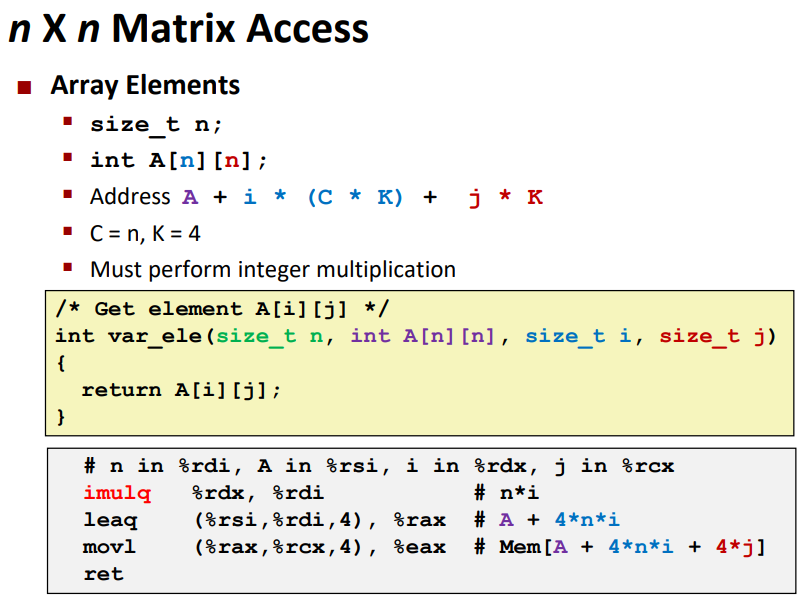 n X n Matrix Access
Array Elements
size_t n;
int A[n][n];
Address A + i * (C * K) + j * K
C = n, K = 4
Must perform integer multiplication
/* Get element A[i][j] */
int var_ele(size_t n, int A[n][n], size_t i, size_t j)
{
return A[i][j];
}
# n in %rdi, A in %rsi, i in %rdx, j in %rcx
imulq %rdx, %rdi # n*i
leaq (%rsi,%rdi,4), %rax # A + 4*n*i
movl (%rax,%rcx,4), %eax # Mem[A + 4*n*i + 4*j]
ret